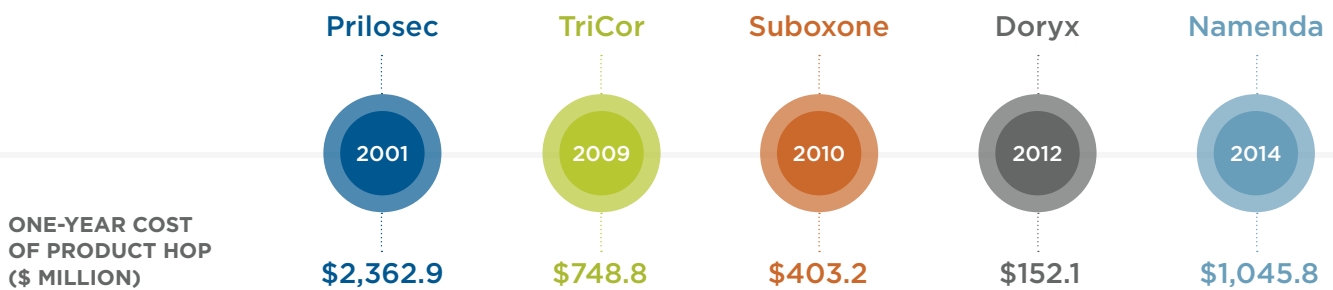 Prilosec TriCor Suboxone Doryx Namenda
2001 2009 2010 2012 2014
ONE-YEAR COST
OF PRODUCT HOP
($ MILLION)
$2,362.9 $748.8 $403.2 $152.1 $1,045.8